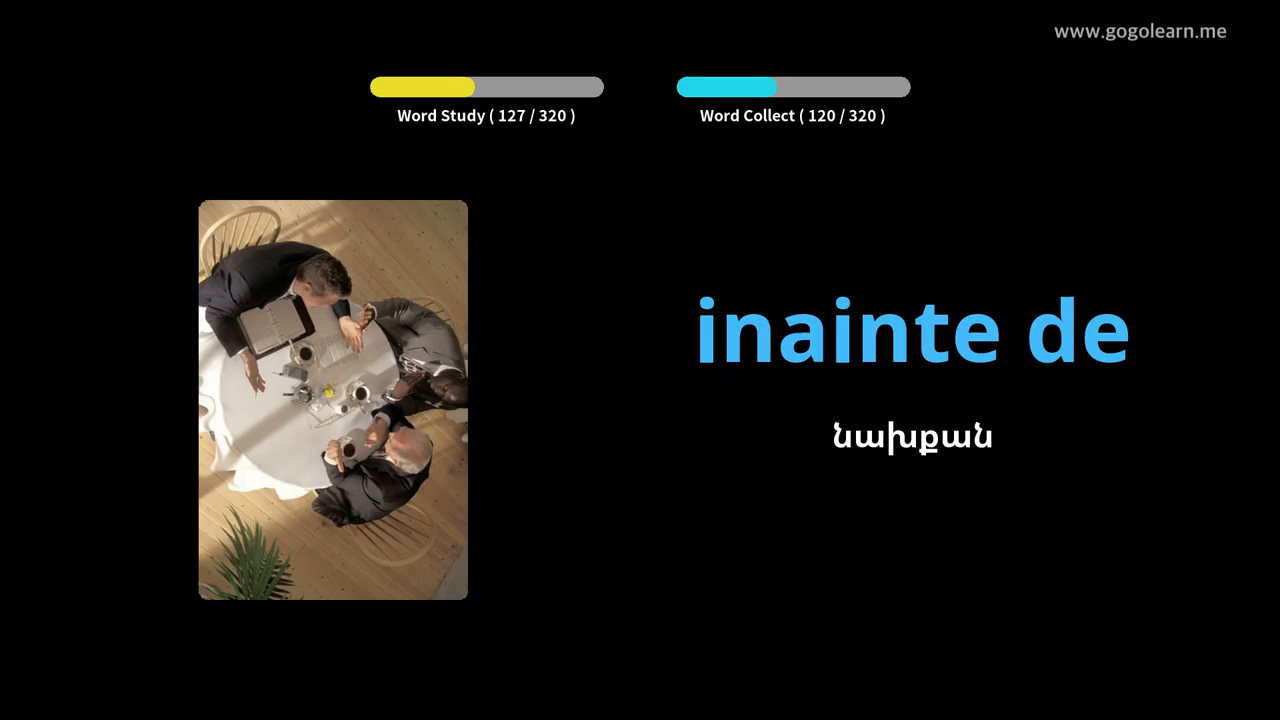 www.gogolearn.me
Word Study ( 127 / 320 )
Word Collect ( 120 / 320 )
inainte de
նախքան